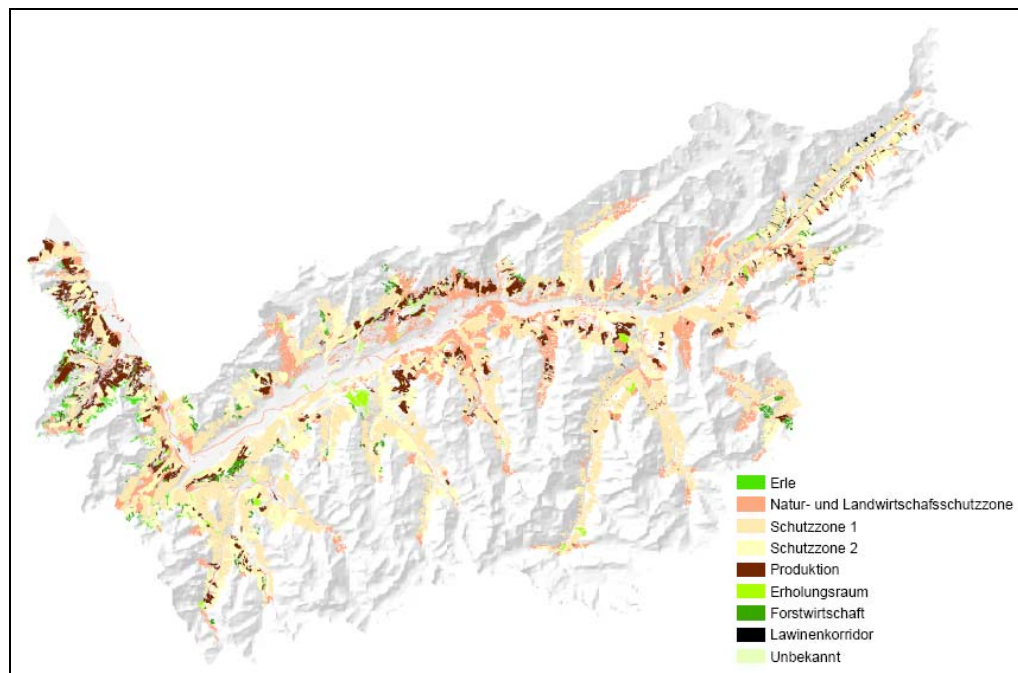 Erle
Natur- und Landwirtschafsschutzzone
Schutzzone 1
Schutzzone 2
Produktion
Erholungsraum
Forstwirtschaft
Lawinenkorridor
Unbekannt